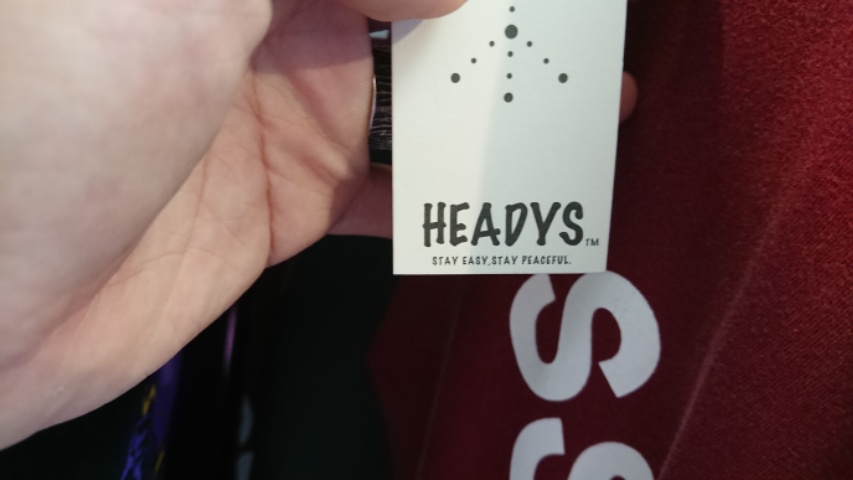 HEADYS™
STAY EASY,STAY PEACEFUL.
S
S